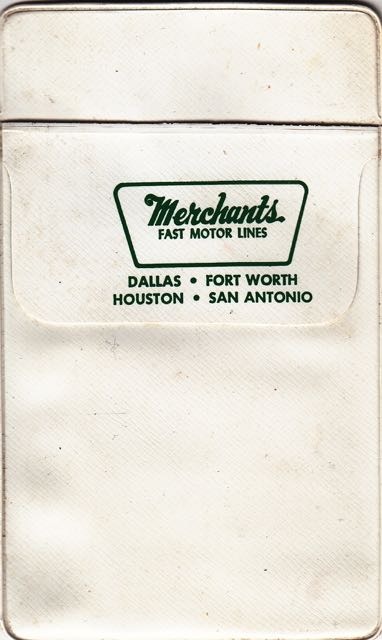 Merchants
FAST MOTOR LINES
DALLAS • FORT WORTH
HOUSTON • SAN ANTONIO